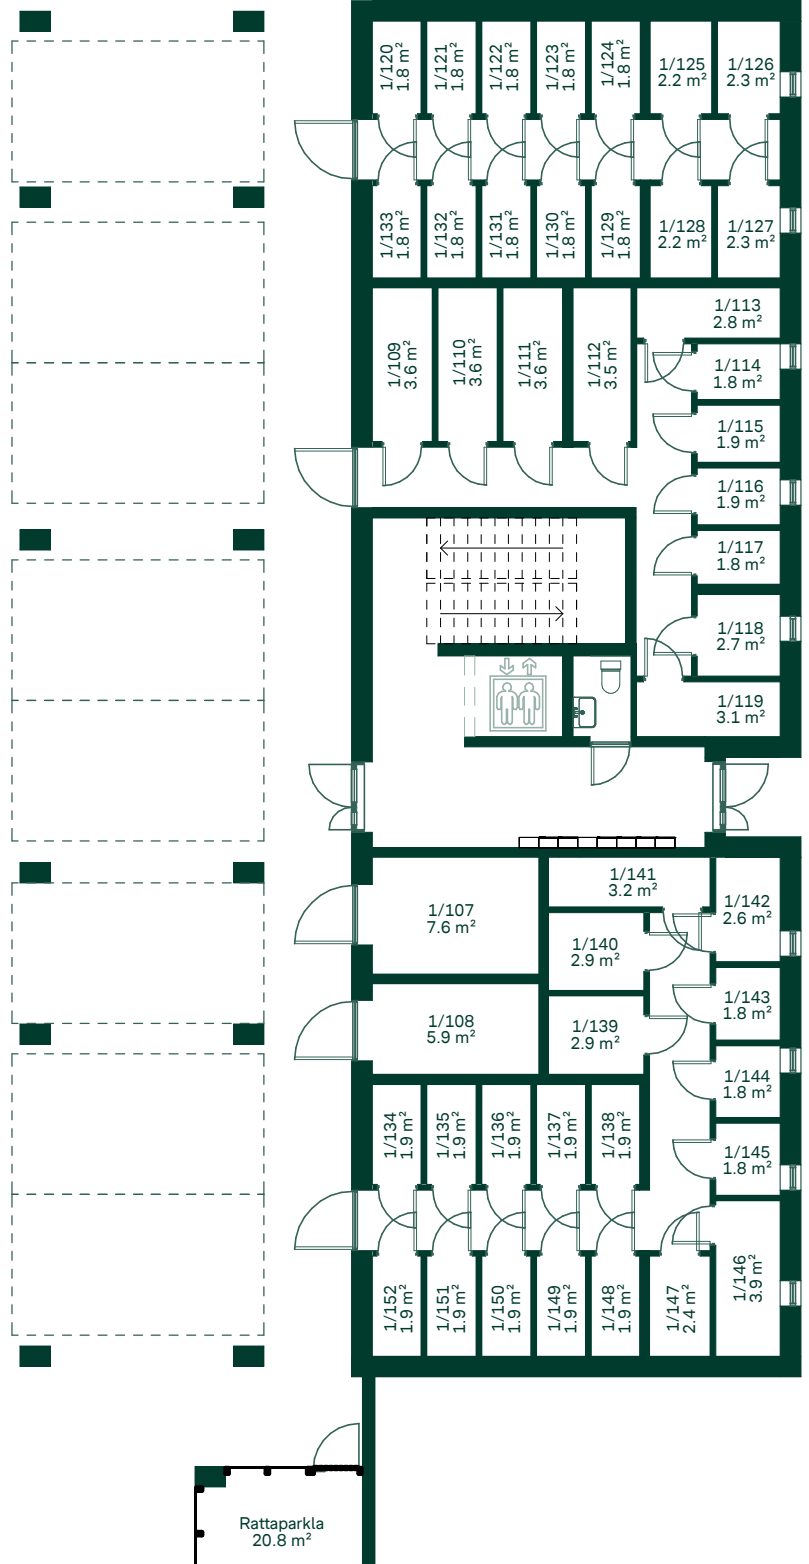 1/120
1.8 m²
1/121
1.8 m²
1/122
1.8 m²
1/123
1.8 m²
1/124
1.8 m²
1/125
2.2 m²
1/126
2.3 m²
1/133
1.8 m²
1/132
1.8 m²
1/131
1.8 m²
1/130
1.8 m²
1/129
1.8 m²
1/128
2.2 m²
1/127
2.3 m²
1/109
3.6 m²
1/110
3.6 m²
1/111
3.6 m²
1/112
3.5 m²
1/113
2.8 m²
1/114
1.8 m²
1/115
1.9 m²
1/116
1.9 m²
1/117
1.8 m²
1/118
2.7 m²
1/119
3.1 m²
1/107
7.6 m²
1/141
3.2 m²
1/142
2.6 m²
1/140
2.9 m²
1/108
5.9 m²
1/139
2.9 m²
1/143
1.8 m²
1/144
1.8 m²
1/145
1.8 m²
1/134
1.9 m²
1/135
1.9 m²
1/136
1.9 m²
1/137
1.9 m²
1/138
1.9 m²
1/152
1.9 m²
1/151
1.9 m²
1/150
1.9 m²
1/149
1.9 m²
1/148
1.9 m²
1/147
2.4 m²
1/146
3.9 m²
Rattaparkla
20.8 m²